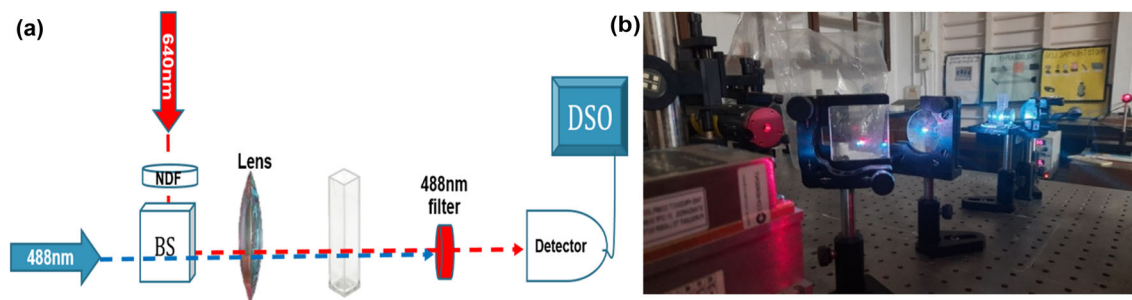 (a)
640nm
NDF
Lens
BS
488nm
488nm
filter
Detector
DSO
(b)